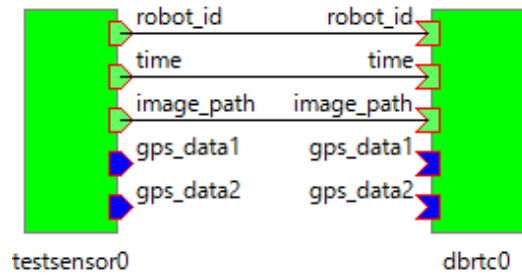 robot_id robot_id
time time
image_path image_path
gps_data1 gps_data1
gps_data2 gps_data2
testsensor0 dbrtc0